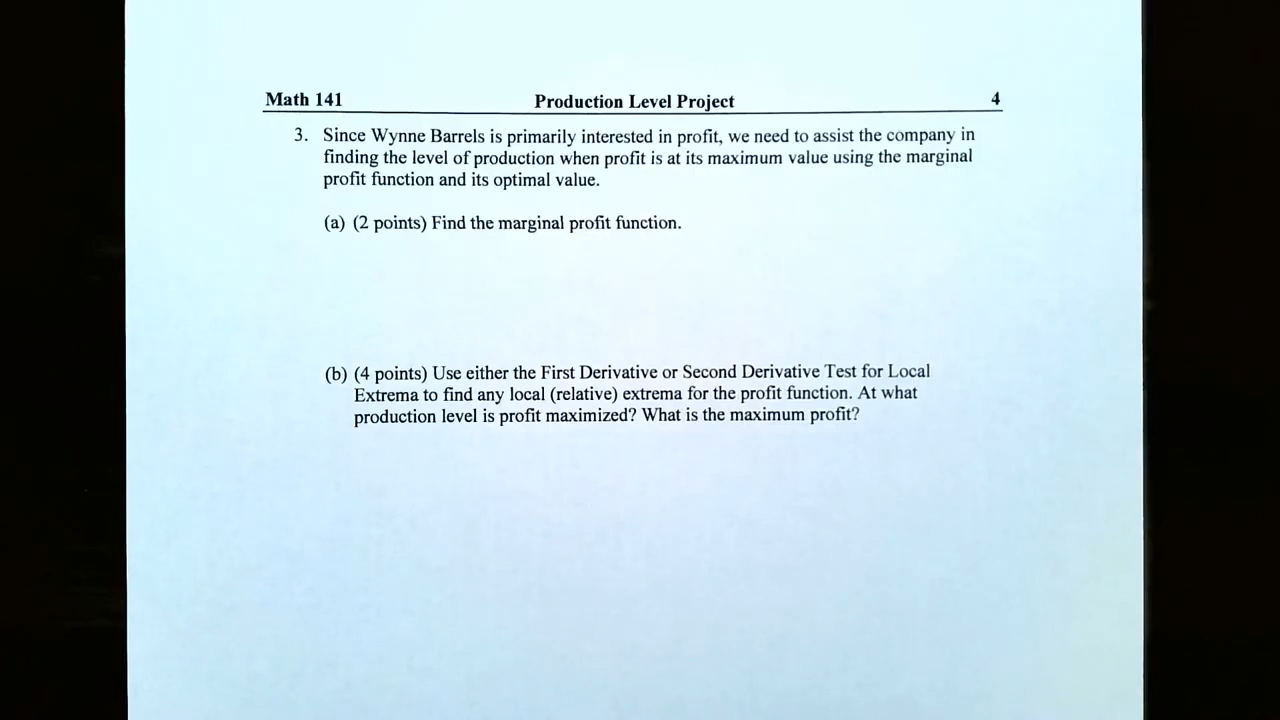 Math 141 Production Level Project 4
3. Since Wynne Barrels is primarily interested in profit, we need to assist the company in
finding the level of production when profit is at its maximum value using the marginal
profit function and its optimal value.
(a) (2 points) Find the marginal profit function.
(b) (4 points) Use either the First Derivative or Second Derivative Test for Local
Extrema to find any local (relative) extrema for the profit function. At what
production level is profit maximized? What is the maximum profit?